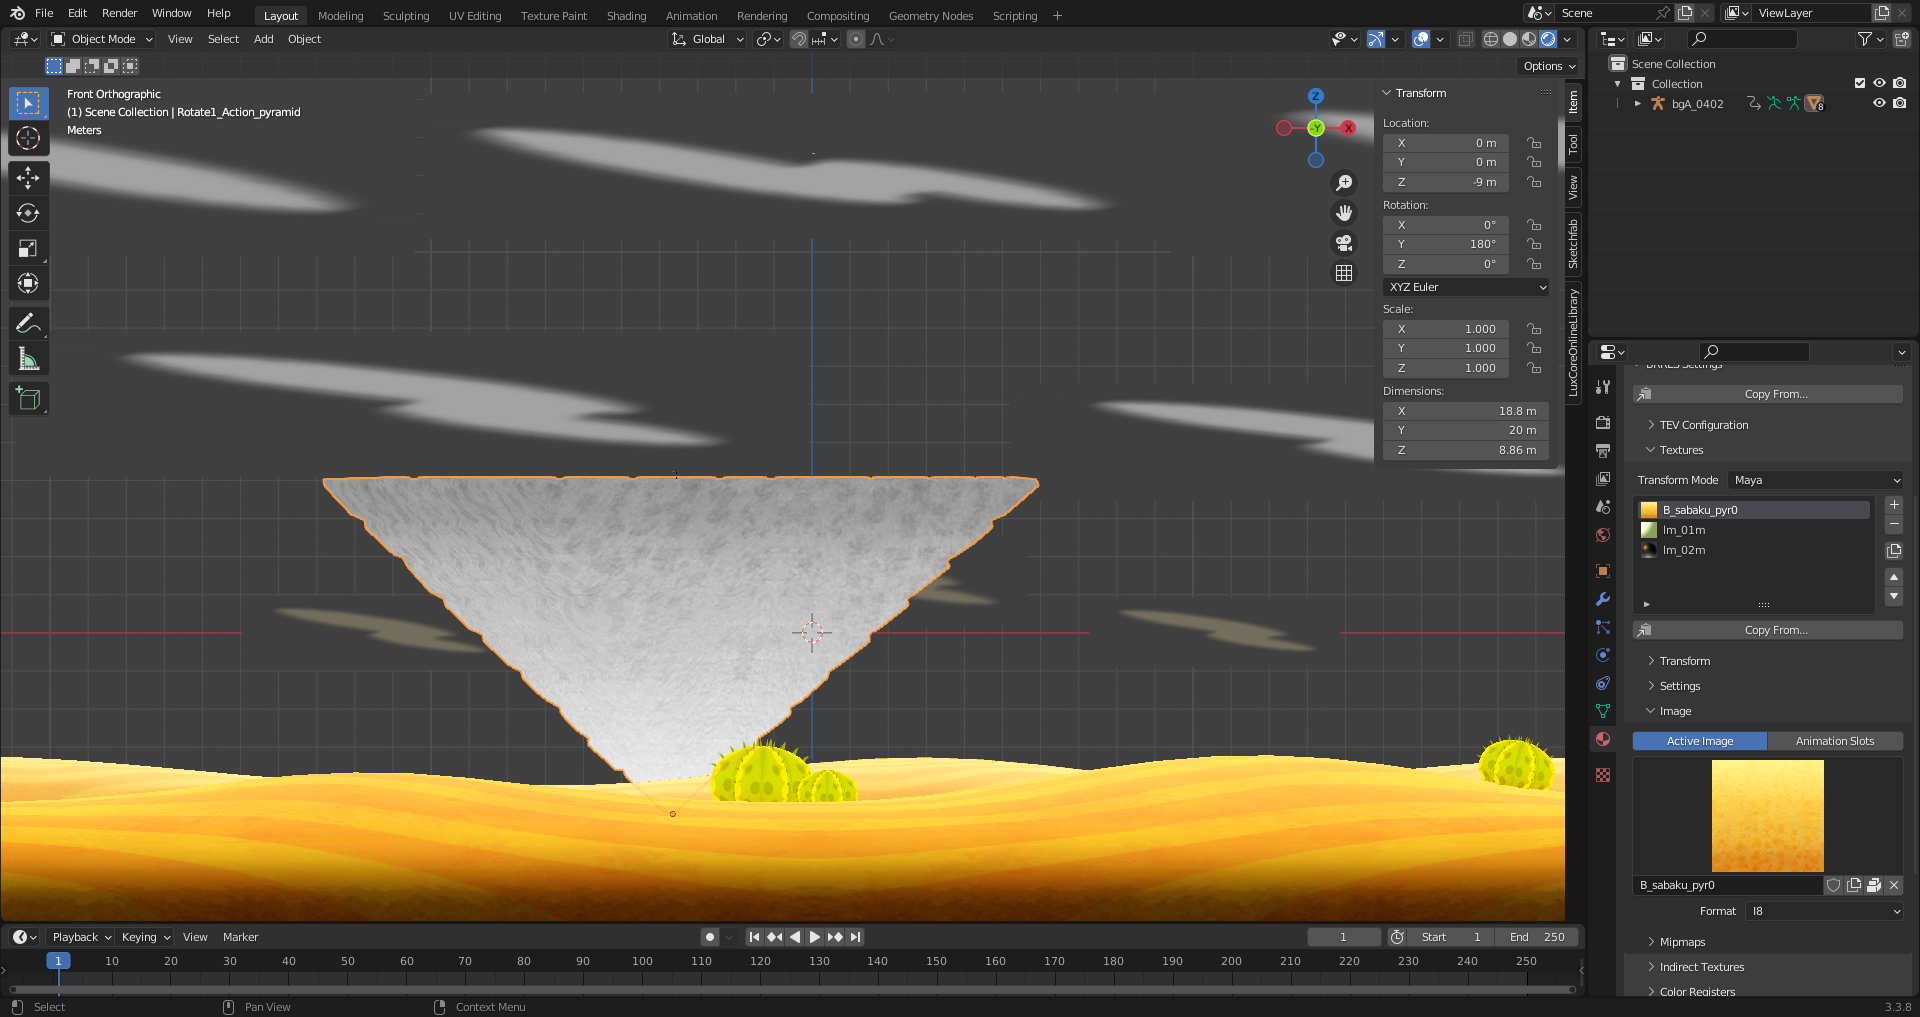 File Edit Render Window Help Layout Modeling Sculpting UV Editing Texture Paint Shading Animation Rendering Compositing Geometry Nodes Scripting + Scene ViewLayer
Object Mode View Select Add Object Global
Options
Front Orthographic
(1) Scene Collection | Rotate1_Action_pyramid
Meters
Z
-Y
X
Transform
Location:
X 0 m
Y 0 m
Z -9 m
Rotation:
X 0°
Y 180°
Z 0°
XYZ Euler
Scale:
X 1.000
Y 1.000
Z 1.000
Dimensions:
X 18.8 m
Y 20 m
Z 8.86 m
Item
Tool
View
Sketchfab
LuxCoreOnlineLibrary
Scene Collection
Collection
bgA_0402 8
BRRES Settings
Copy From...
TEV Configuration
Textures
Transform Mode Maya
B_sabaku_pyr0
lm_01m
lm_02m
Copy From...
Transform
Settings
Image
Active Image Animation Slots
B_sabaku_pyr0
Format I8
Mipmaps
Indirect Textures
Color Registers
Playback Keying View Marker 1 Start 1 End 250
1 10 20 30 40 50 60 70 80 90 100 110 120 130 140 150 160 170 180 190 200 210 220 230 240 250
Select Pan View Context Menu 3.3.8